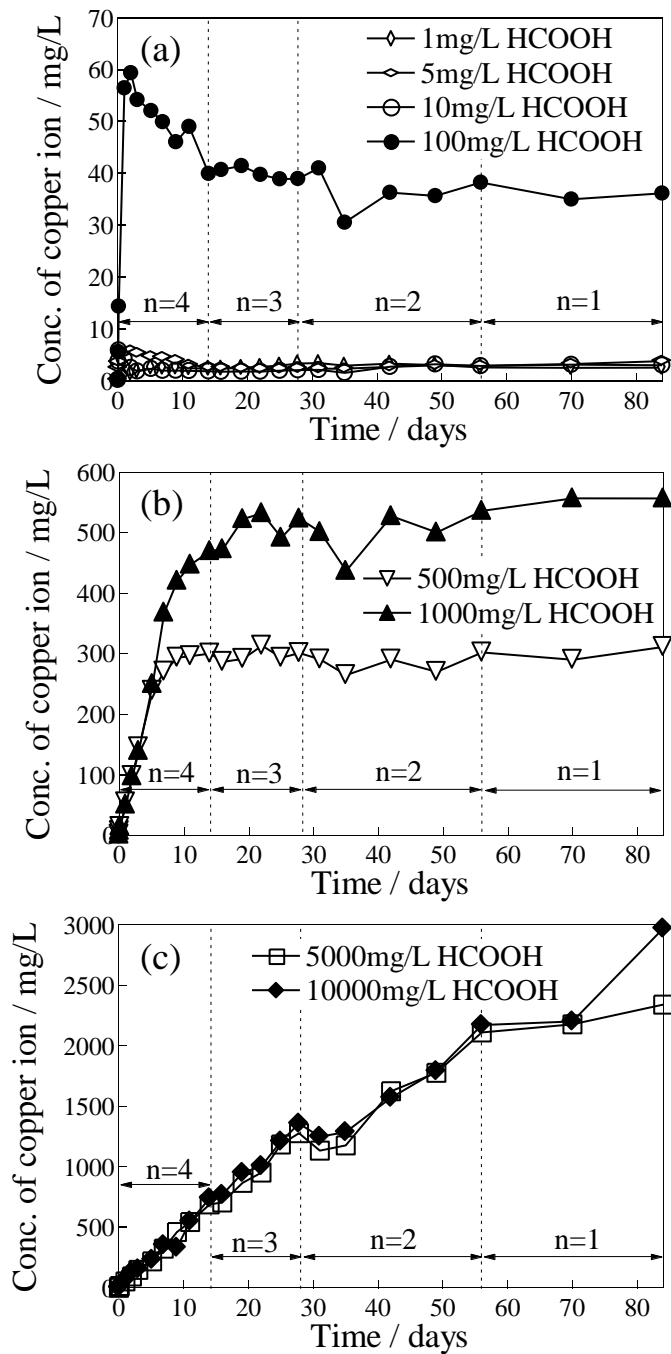 (a)
1mg/L HCOOH
5mg/L HCOOH
10mg/L HCOOH
100mg/L HCOOH
Conc. of copper ion / mg/L
70
60
50
40
30
20
10
0
n=4
n=3
n=2
n=1
0 10 20 30 40 50 60 70 80
Time / days
(b)
500mg/L HCOOH
1000mg/L HCOOH
Conc. of copper ion / mg/L
600
500
400
300
200
100
0
n=4
n=3
n=2
n=1
0 10 20 30 40 50 60 70 80
Time / days
(c)
5000mg/L HCOOH
10000mg/L HCOOH
Conc. of copper ion / mg/L
3000
2500
2000
1500
1000
500
0
n=4
n=3
n=2
n=1
0 10 20 30 40 50 60 70 80
Time / days